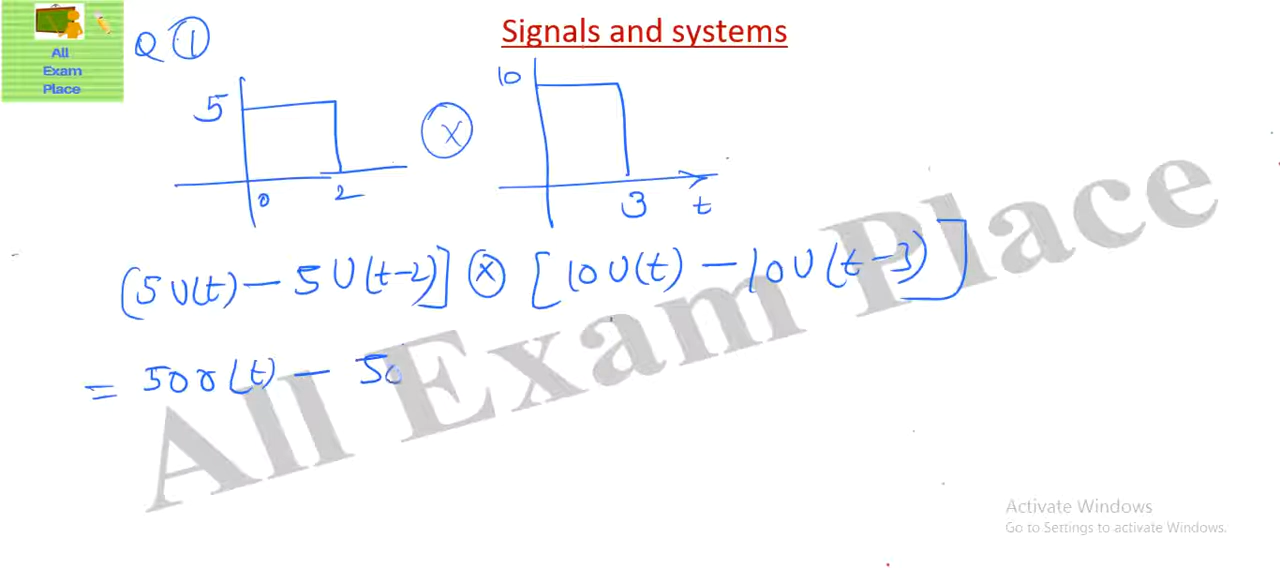 All
Exam
Place
Signals and systems
Q ①
5
0
2
ⓧ
10
3
t
(5 U(t) − 5 U(t-2)] ⓧ [10 U(t) − 10 U(t-3)]
= 50 r(t) − 50
All Exam Place
Activate Windows
Go to Settings to activate Windows.